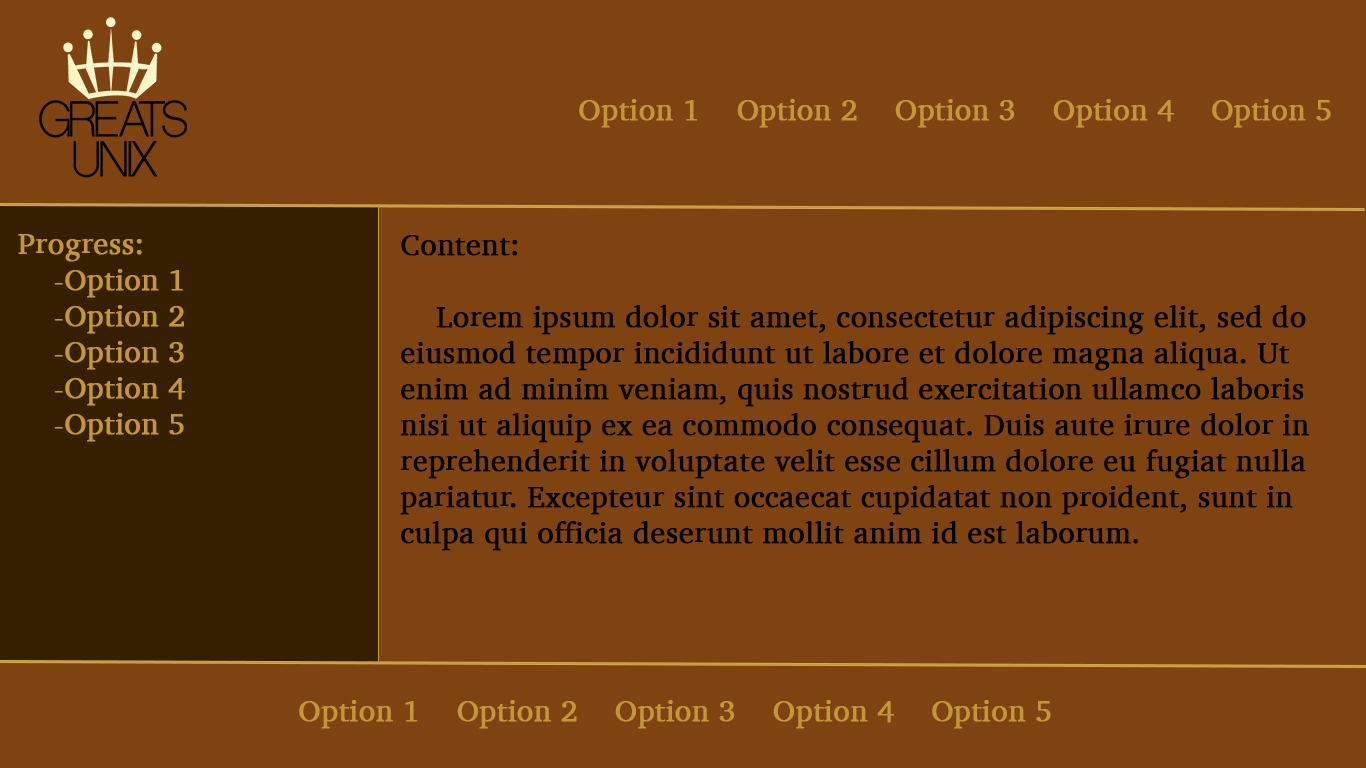 GREATS
UNIX
Option 1 Option 2 Option 3 Option 4 Option 5
Progress:
-Option 1
-Option 2
-Option 3
-Option 4
-Option 5
Content:
Lorem ipsum dolor sit amet, consectetur adipiscing elit, sed do
eiusmod tempor incididunt ut labore et dolore magna aliqua. Ut
enim ad minim veniam, quis nostrud exercitation ullamco laboris
nisi ut aliquip ex ea commodo consequat. Duis aute irure dolor in
reprehenderit in voluptate velit esse cillum dolore eu fugiat nulla
pariatur. Excepteur sint occaecat cupidatat non proident, sunt in
culpa qui officia deserunt mollit anim id est laborum.
Option 1 Option 2 Option 3 Option 4 Option 5